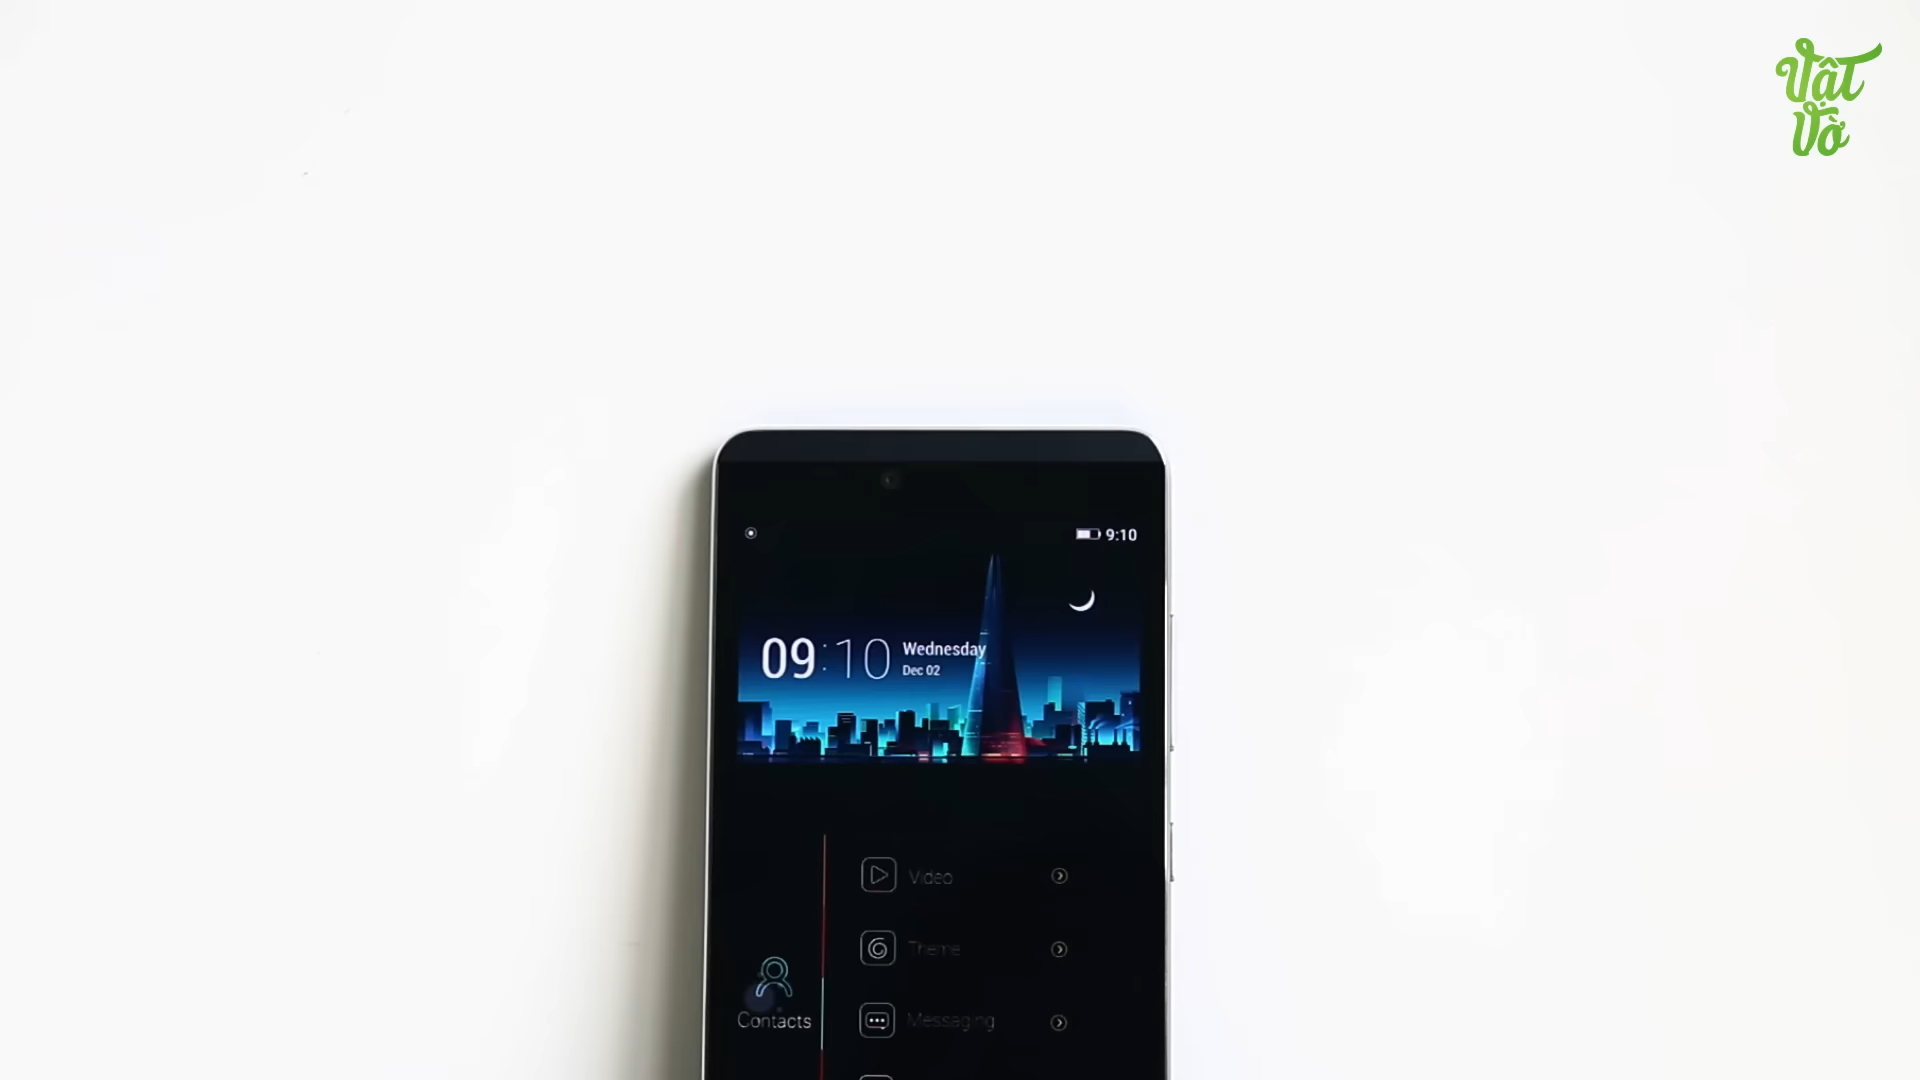 Vật
Vờ
9:10
09:10
Wednesday
Dec 02
Video
Theme
Messaging
Contacts